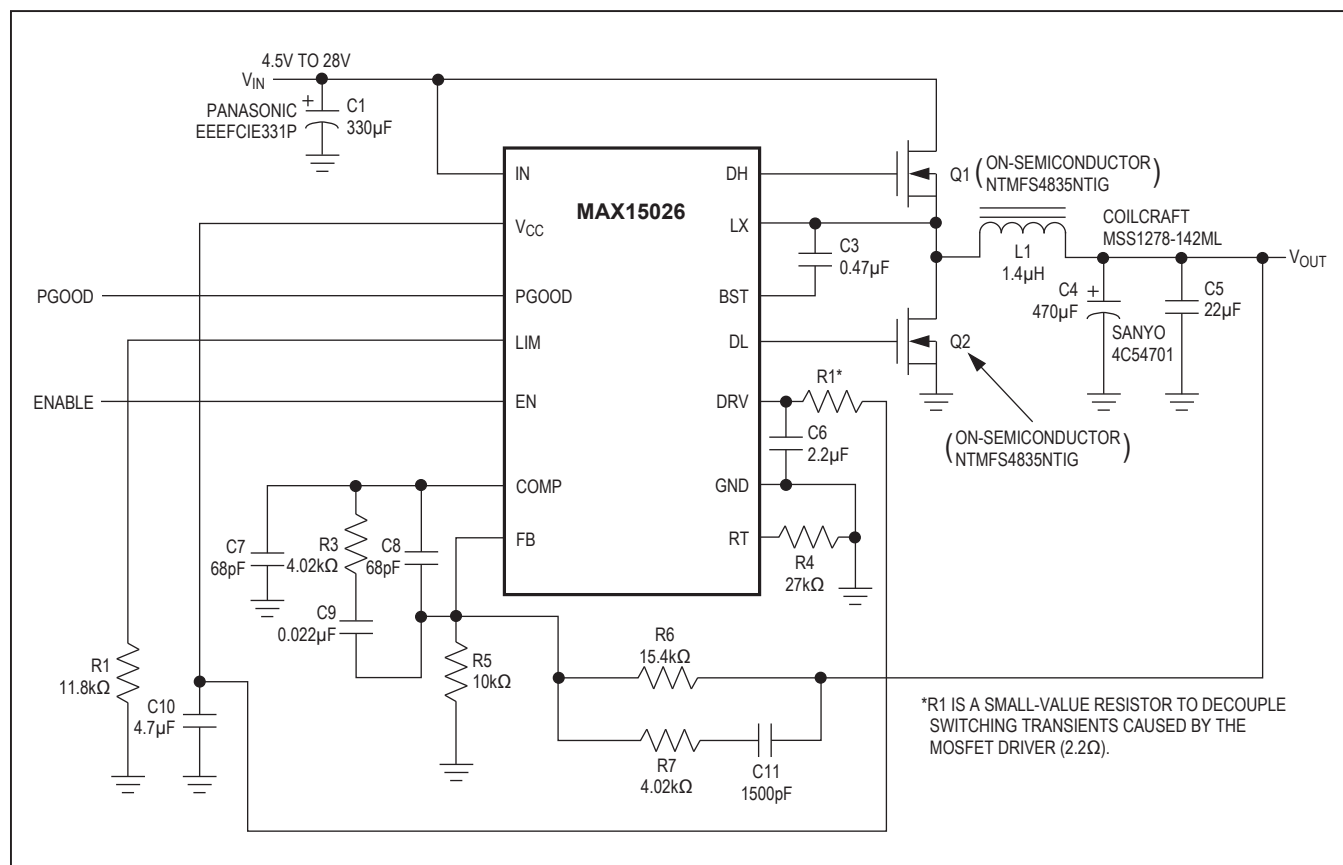 4.5V TO 28V
VIN
PANASONIC
EEEFCIE331P
+
C1
330µF
MAX15026
IN
VCC
PGOOD
LIM
EN
COMP
FB
DH
LX
BST
DL
DRV
GND
RT
PGOOD
ENABLE
Q1
(ON-SEMICONDUCTOR
NTMFS4835NTIG)
C3
0.47µF
L1
1.4µH
COILCRAFT
MSS1278-142ML
VOUT
C4
470µF
+
SANYO
4C54701
C5
22µF
Q2
(ON-SEMICONDUCTOR
NTMFS4835NTIG)
R1*
C6
2.2µF
R4
27kΩ
C7
68pF
R3
4.02kΩ
C8
68pF
C9
0.022µF
R1
11.8kΩ
C10
4.7µF
R5
10kΩ
R6
15.4kΩ
R7
4.02kΩ
C11
1500pF
*R1 IS A SMALL-VALUE RESISTOR TO DECOUPLE
SWITCHING TRANSIENTS CAUSED BY THE
MOSFET DRIVER (2.2Ω).